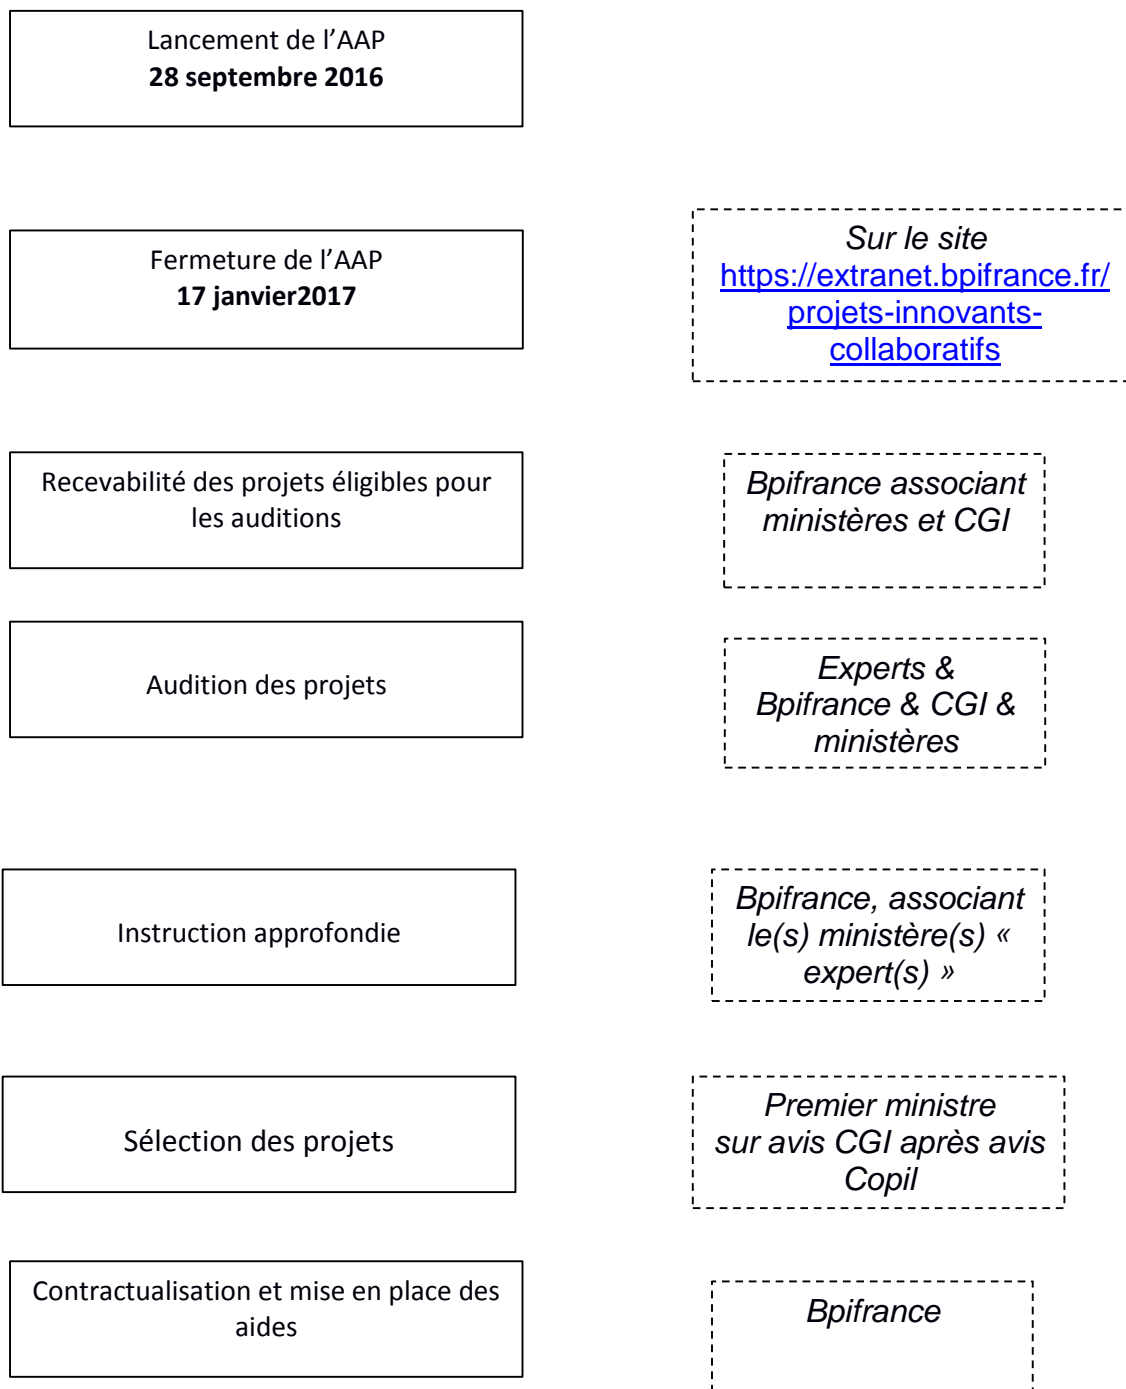 Lancement de l’AAP
28 septembre 2016
Fermeture de l’AAP
17 janvier2017
Sur le site
https://extranet.bpifrance.fr/
projets-innovants-
collaboratifs
Recevabilité des projets éligibles pour
les auditions
Bpifrance associant
ministères et CGI
Audition des projets
Experts &
Bpifrance & CGI &
ministères
Instruction approfondie
Bpifrance, associant
le(s) ministère(s) «
expert(s) »
Sélection des projets
Premier ministre
sur avis CGI après avis
Copil
Contractualisation et mise en place des
aides
Bpifrance